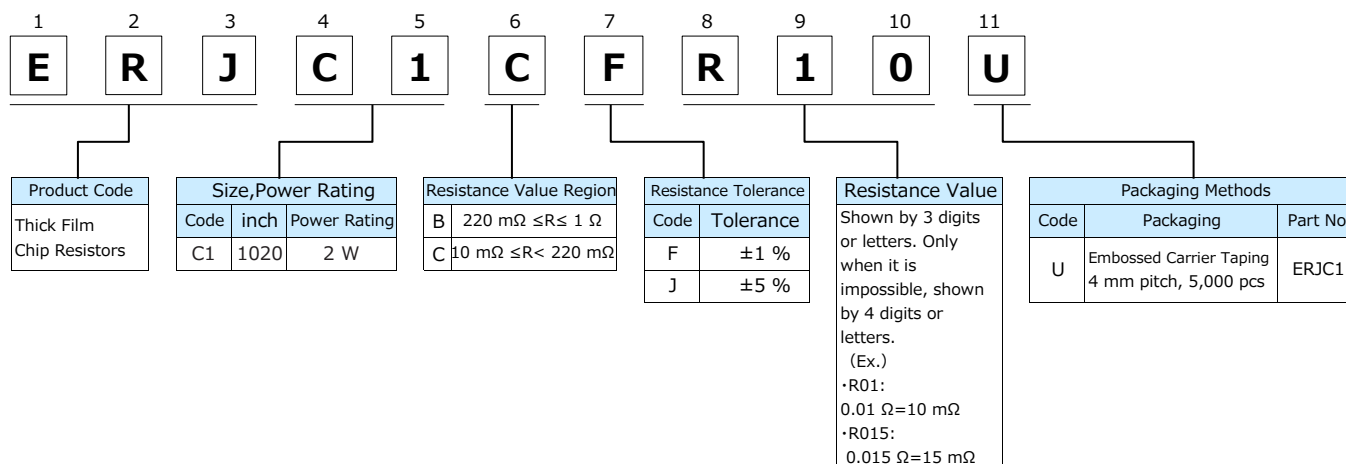 1 2 3 4 5 6 7 8 9 10 11
E R J C 1 C F R 1 0 U
Product Code
Thick Film
Chip Resistors
Size,Power Rating
Code inch Power Rating
C1 1020 2 W
Resistance Value Region
B 220 mΩ ≤R≤ 1 Ω
C 10 mΩ ≤R< 220 mΩ
Resistance Tolerance
Code Tolerance
F ±1 %
J ±5 %
Resistance Value
Shown by 3 digits
or letters. Only
when it is
impossible, shown
by 4 digits or
letters.
(Ex.)
･R01:
0.01 Ω=10 mΩ
･R015:
0.015 Ω=15 mΩ
Packaging Methods
Code Packaging Part No
U Embossed Carrier Taping
4 mm pitch, 5,000 pcs
ERJC1